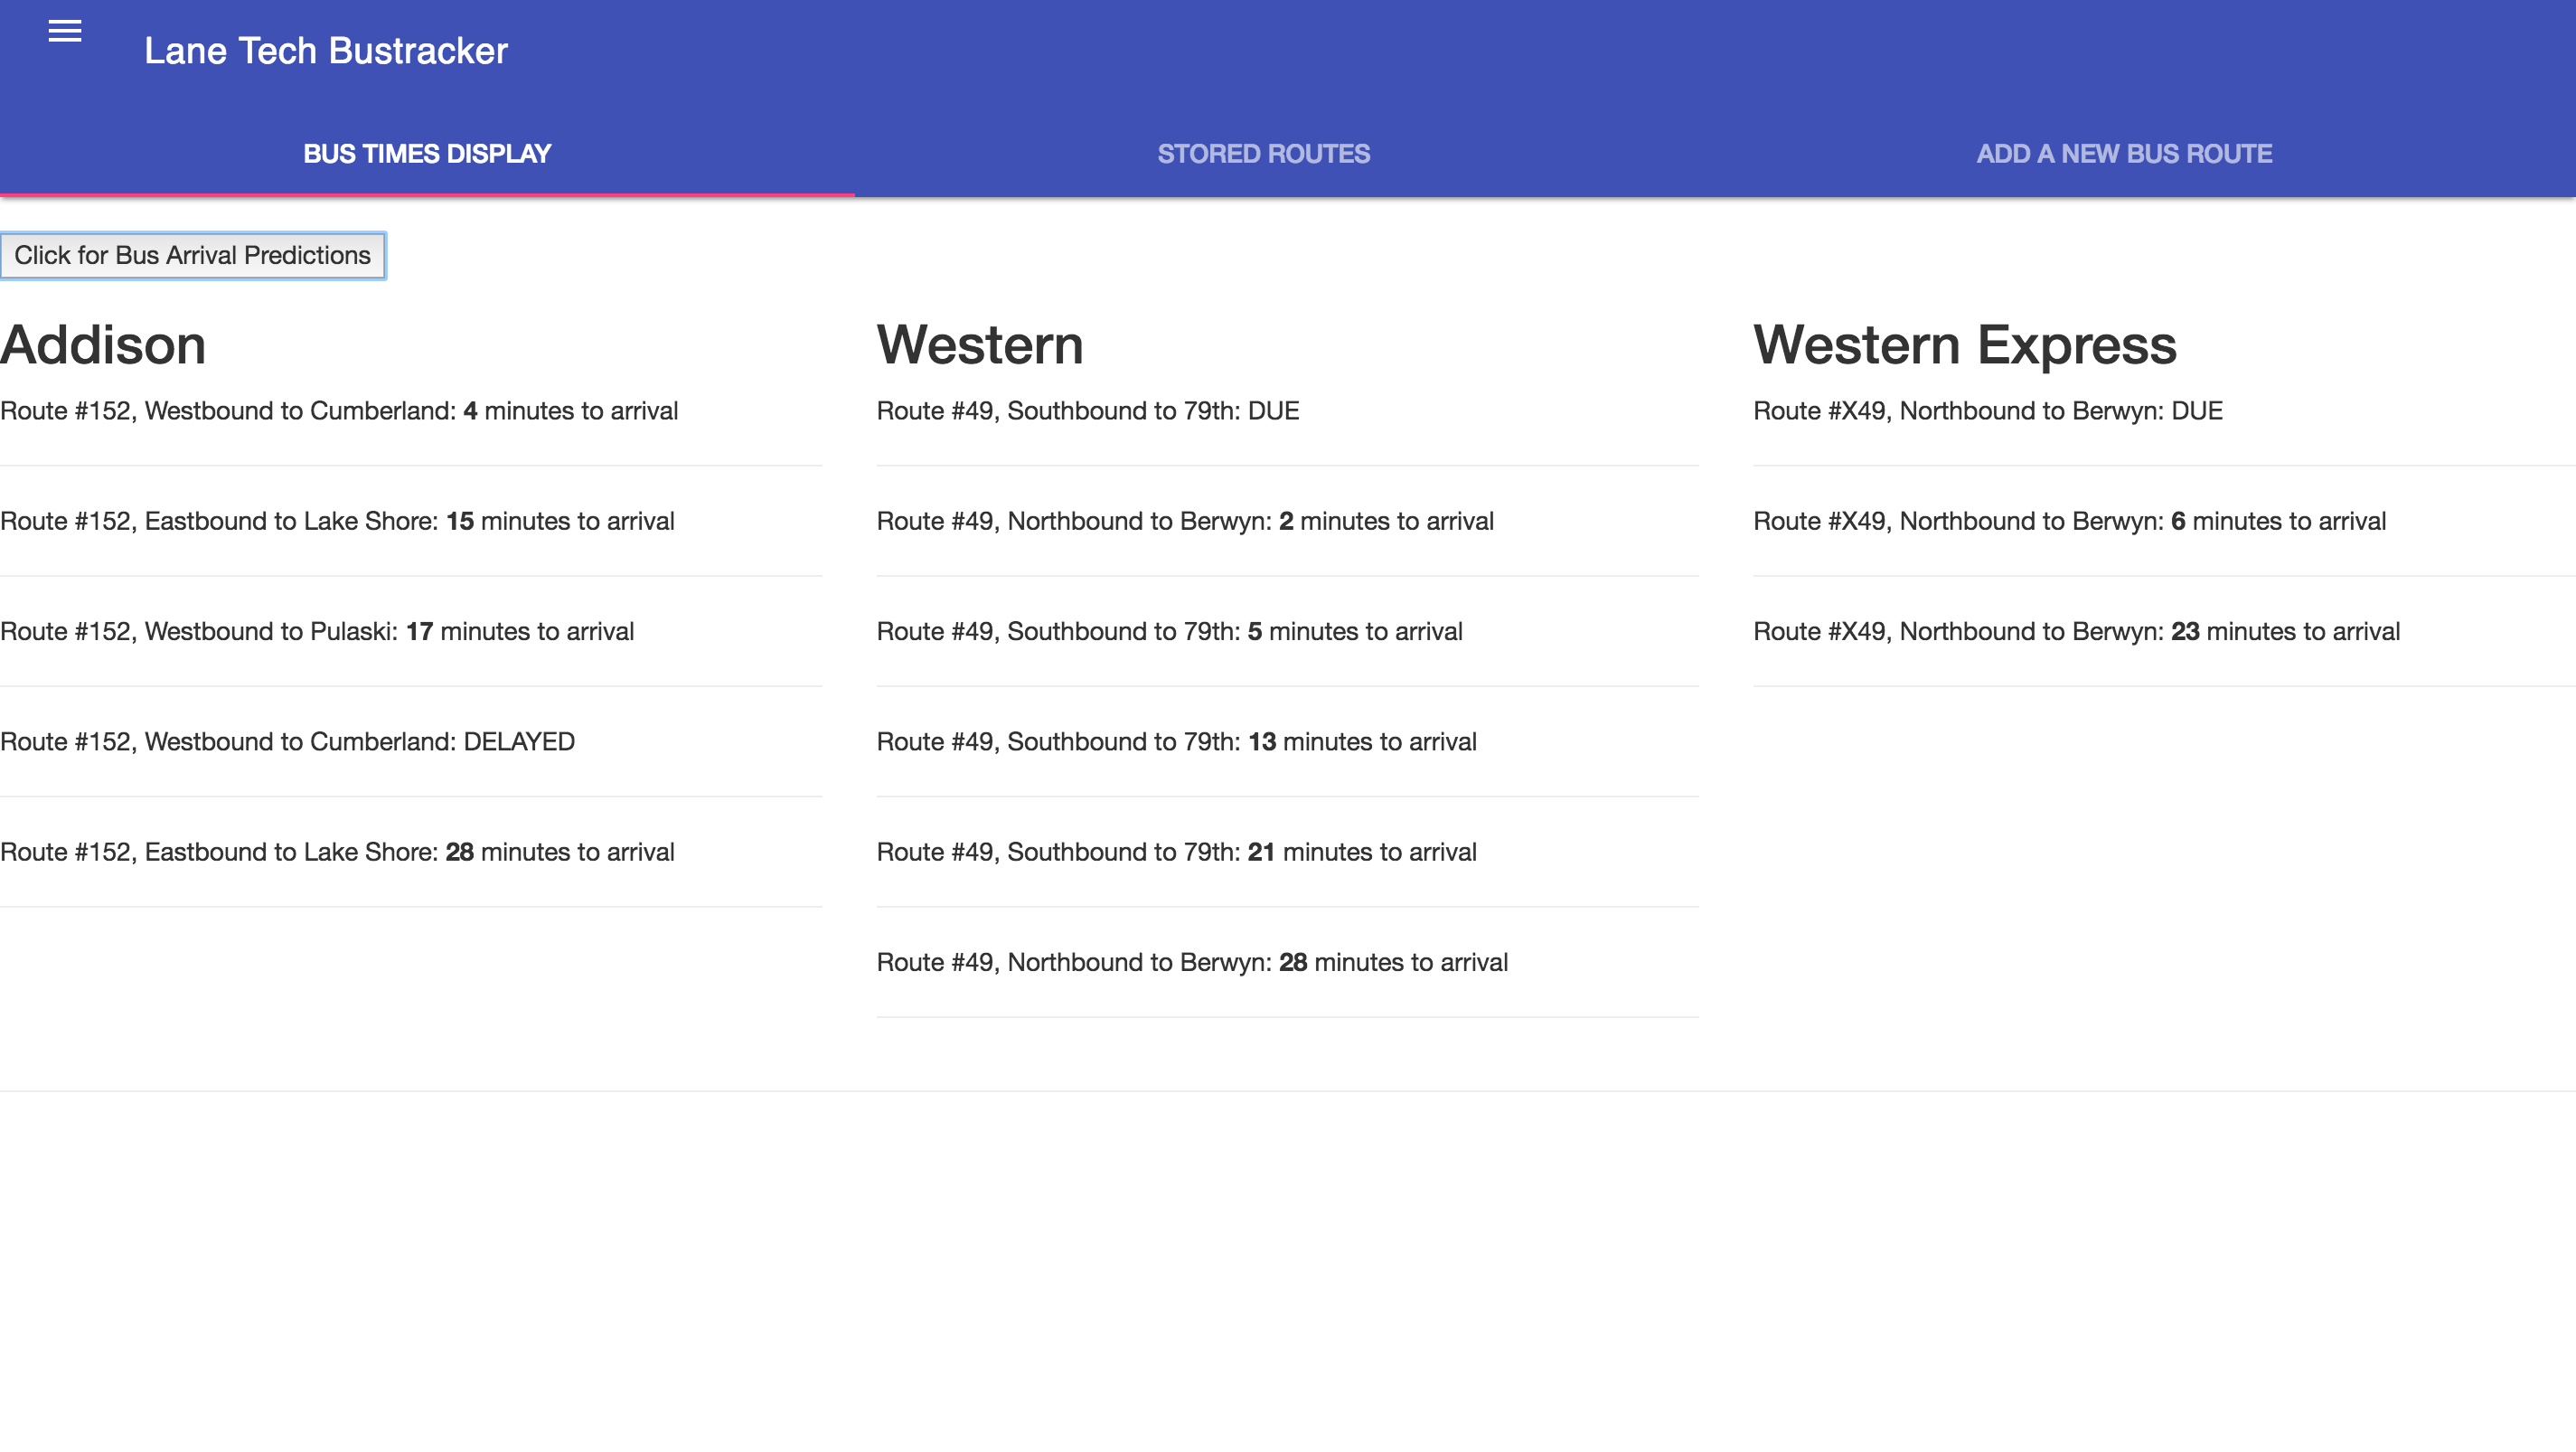 Lane Tech Bustracker
BUS TIMES DISPLAY
STORED ROUTES
ADD A NEW BUS ROUTE
Click for Bus Arrival Predictions
Addison
Route #152, Westbound to Cumberland: 4 minutes to arrival
Route #152, Eastbound to Lake Shore: 15 minutes to arrival
Route #152, Westbound to Pulaski: 17 minutes to arrival
Route #152, Westbound to Cumberland: DELAYED
Route #152, Eastbound to Lake Shore: 28 minutes to arrival
Western
Route #49, Southbound to 79th: DUE
Route #49, Northbound to Berwyn: 2 minutes to arrival
Route #49, Southbound to 79th: 5 minutes to arrival
Route #49, Southbound to 79th: 13 minutes to arrival
Route #49, Southbound to 79th: 21 minutes to arrival
Route #49, Northbound to Berwyn: 28 minutes to arrival
Western Express
Route #X49, Northbound to Berwyn: DUE
Route #X49, Northbound to Berwyn: 6 minutes to arrival
Route #X49, Northbound to Berwyn: 23 minutes to arrival